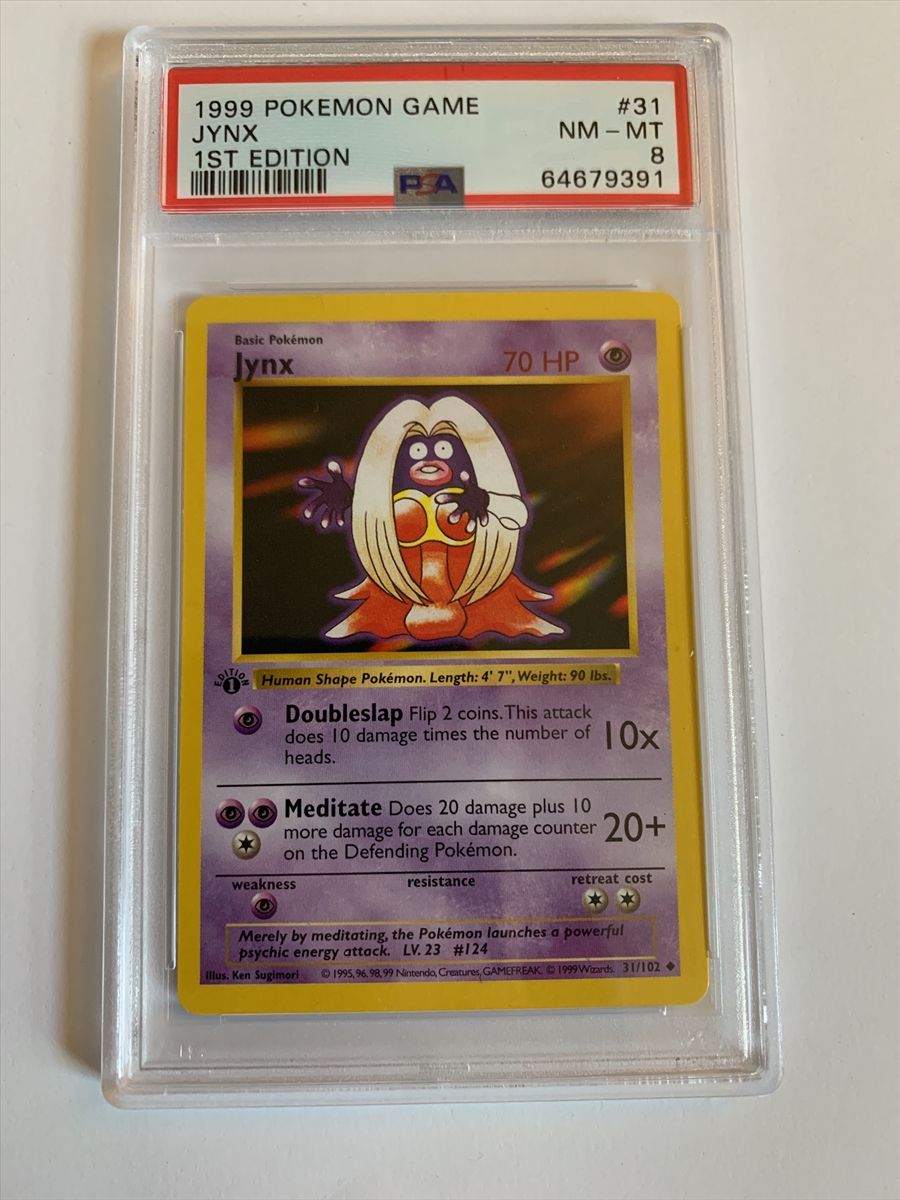 1999 POKEMON GAME #31
JYNX NM – MT
1ST EDITION 8
PSA 64679391
Basic Pokémon
Jynx 70 HP
EDITION 1
Human Shape Pokémon. Length: 4' 7", Weight: 90 lbs.
Doubleslap Flip 2 coins. This attack
does 10 damage times the number of
heads.
10x
Meditate Does 20 damage plus 10
more damage for each damage counter
on the Defending Pokémon.
20+
weakness resistance retreat cost
Merely by meditating, the Pokémon launches a powerful
psychic energy attack. LV. 23 #124
Illus. Ken Sugimori © 1995, 96, 98, 99 Nintendo, Creatures, GAMEFREAK. © 1999 Wizards. 31/102